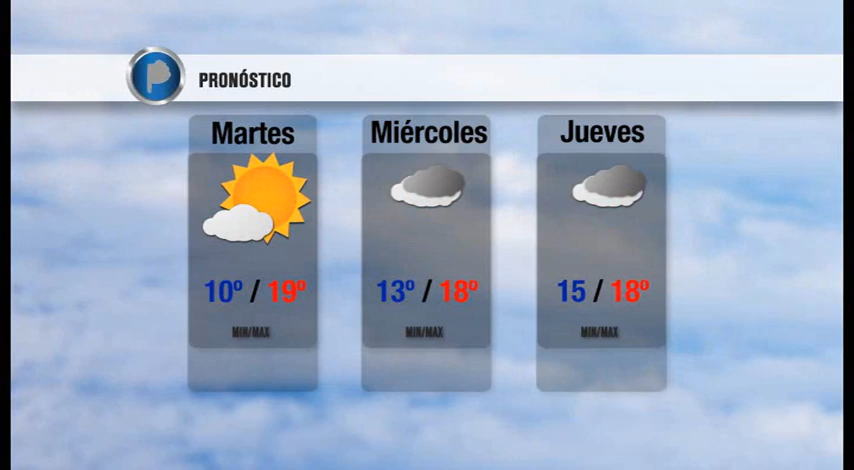 PRONÓSTICO
Martes
10º / 19º
MIN/MAX
Miércoles
13º / 18º
MIN/MAX
Jueves
15 / 18º
MIN/MAX